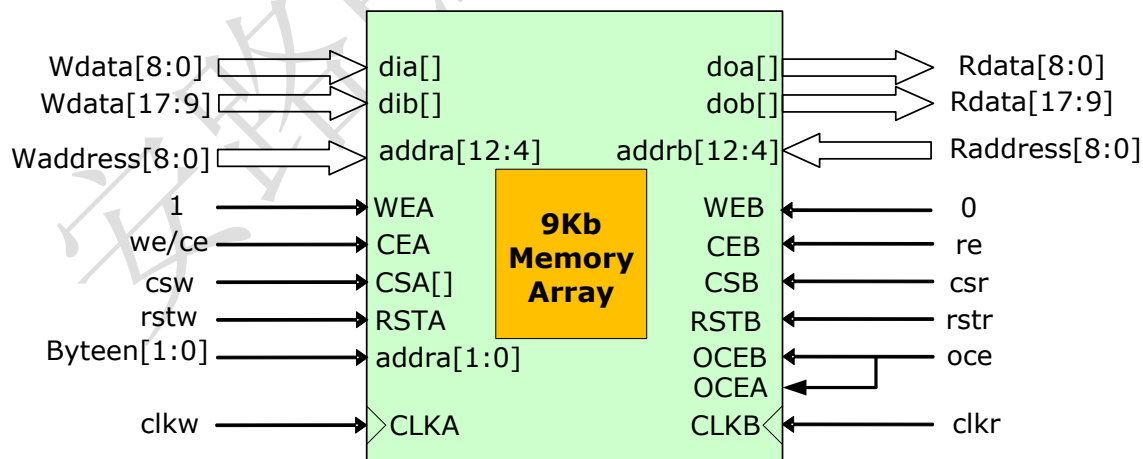 Wdata[8:0]
dia[]
doa[]
Rdata[8:0]
Wdata[17:9]
dib[]
dob[]
Rdata[17:9]
Waddress[8:0]
addra[12:4]
addrb[12:4]
Raddress[8:0]
1
WEA
WEB
0
we/ce
CEA
CEB
re
csw
CSA[]
CSB
csr
rstw
RSTA
RSTB
rstr
Byteen[1:0]
addra[1:0]
OCEB
oce
OCEA
clkw
CLKA
CLKB
clkr
9Kb
Memory
Array
安路